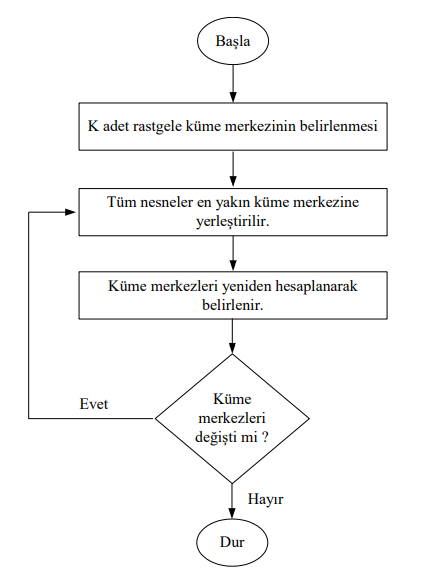 Başla
K adet rastgele küme merkezinin belirlenmesi
Tüm nesneler en yakın küme merkezine
yerleştirilir.
Küme merkezleri yeniden hesaplanarak
belirlenir.
Küme
merkezleri
değişti mi ?
Evet
Hayır
Dur